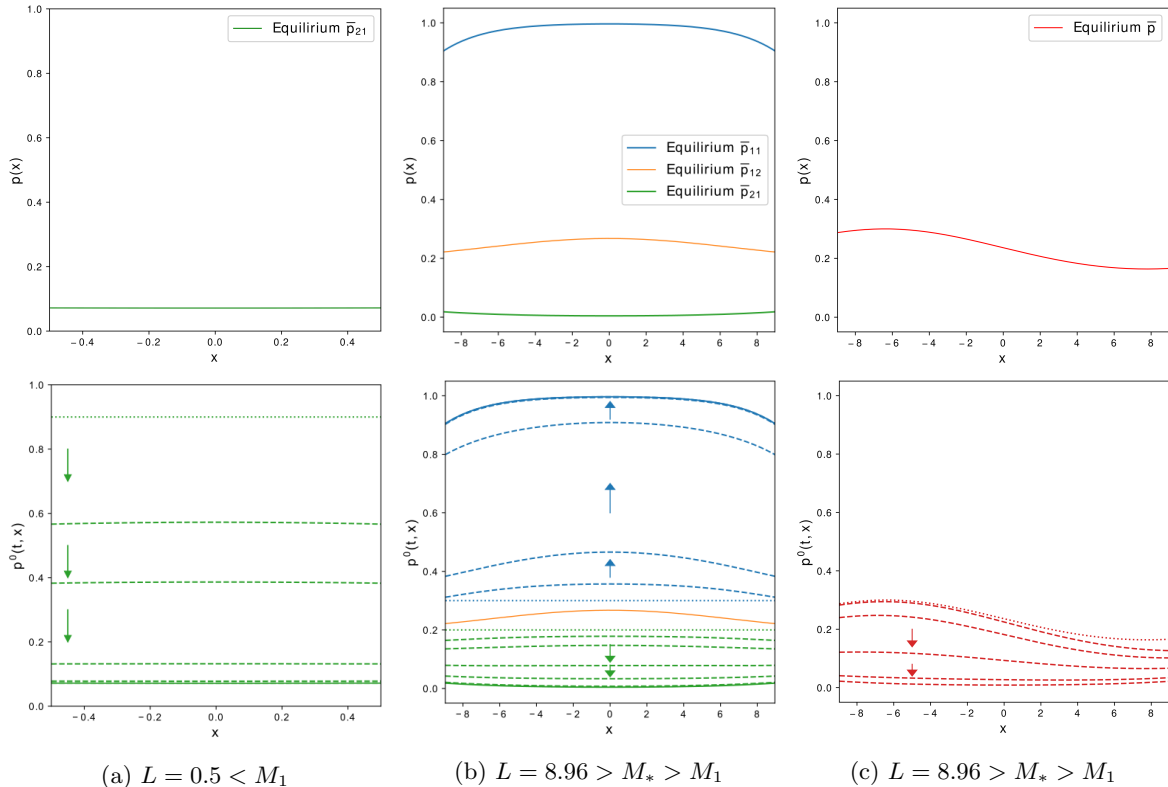 1.0
0.8
0.6
0.4
0.2
0.0
p(x)
Equilirium p̅₂₁
−0.4 −0.2 0.0 0.2 0.4
x
1.0
0.8
0.6
0.4
0.2
0.0
p(x)
Equilirium p̅₁₁
Equilirium p̅₁₂
Equilirium p̅₂₁
−8 −6 −4 −2 0 2 4 6 8
x
1.0
0.8
0.6
0.4
0.2
0.0
p(x)
Equilirium p̅
−8 −6 −4 −2 0 2 4 6 8
x
1.0
0.8
0.6
0.4
0.2
0.0
p⁰(t, x)
−0.4 −0.2 0.0 0.2 0.4
x
1.0
0.8
0.6
0.4
0.2
0.0
p⁰(t, x)
−8 −6 −4 −2 0 2 4 6 8
x
1.0
0.8
0.6
0.4
0.2
0.0
p⁰(t, x)
−8 −6 −4 −2 0 2 4 6 8
x
(a) L = 0.5 < M₁
(b) L = 8.96 > M∗ > M₁
(c) L = 8.96 > M∗ > M₁